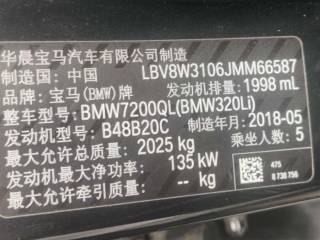 华晨宝马汽车有限公司制造
制造国：中国 LBV8W3106JMM66587
品牌：宝马(BMW)牌 发动机排量：1998 mL
整车型号：BMW7200QL(BMW320Li)
发动机型号：B48B20C 制造年月：2018-05
最大允许总质量：2025 kg 乘坐人数：5
发动机最大净功率：135 kW
最大允许牵引质量：-- kg
475
8 736 756